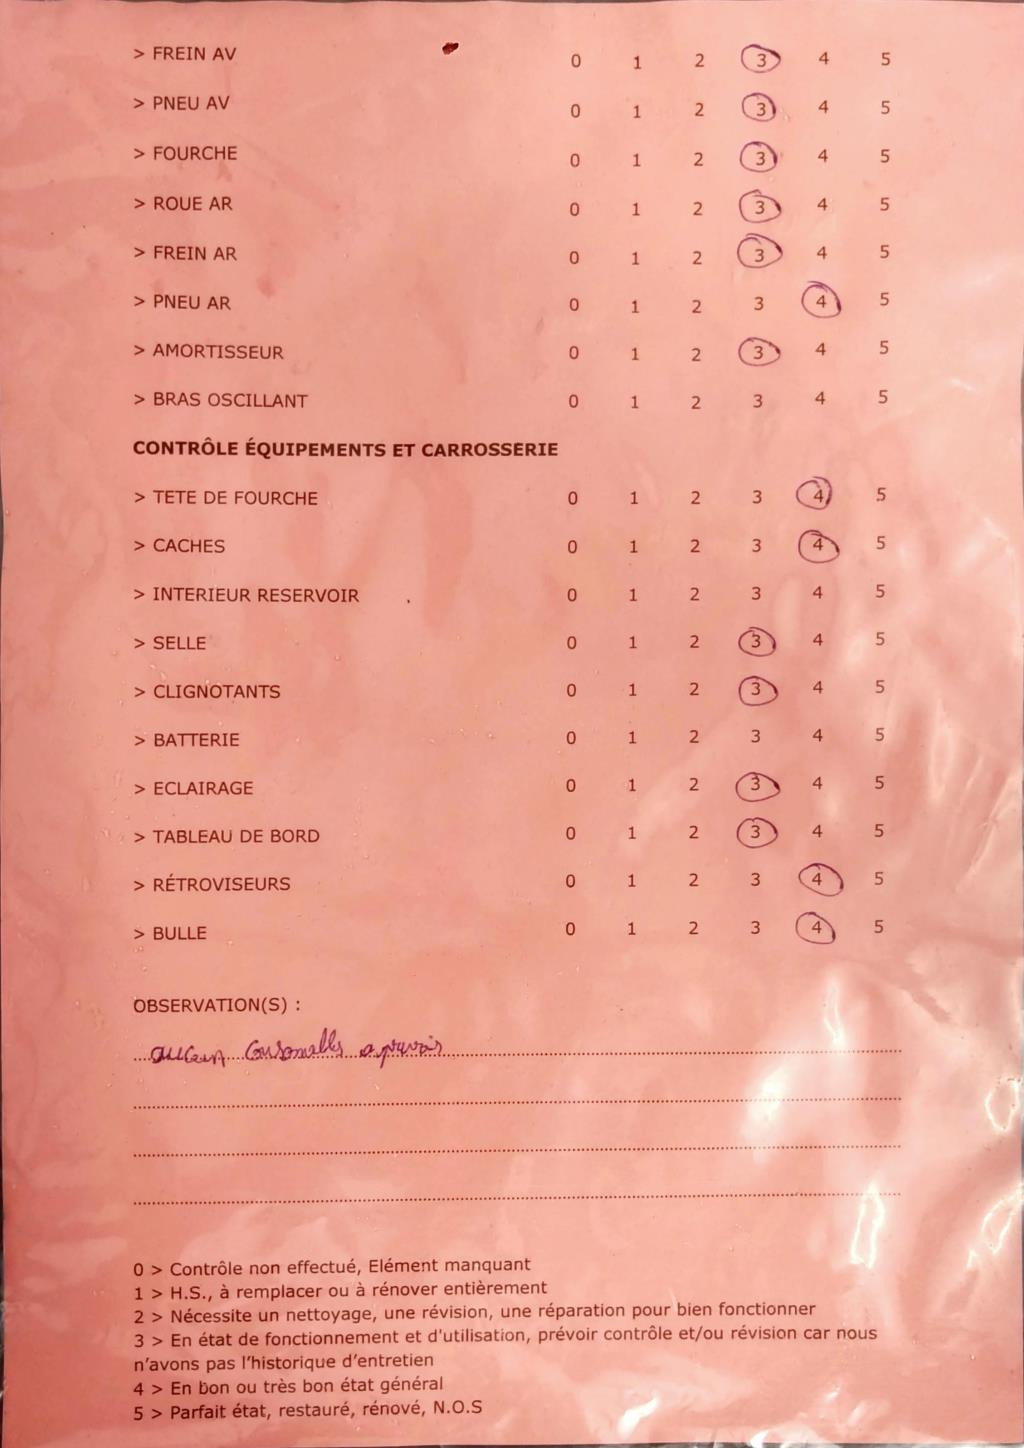 > FREIN AV 0 1 2 3 4 5
> PNEU AV 0 1 2 3 4 5
> FOURCHE 0 1 2 3 4 5
> ROUE AR 0 1 2 3 4 5
> FREIN AR 0 1 2 3 4 5
> PNEU AR 0 1 2 3 4 5
> AMORTISSEUR 0 1 2 3 4 5
> BRAS OSCILLANT 0 1 2 3 4 5
CONTRÔLE ÉQUIPEMENTS ET CARROSSERIE
> TETE DE FOURCHE 0 1 2 3 4 5
> CACHES 0 1 2 3 4 5
> INTERIEUR RESERVOIR 0 1 2 3 4 5
> SELLE 0 1 2 3 4 5
> CLIGNOTANTS 0 1 2 3 4 5
> BATTERIE 0 1 2 3 4 5
> ECLAIRAGE 0 1 2 3 4 5
> TABLEAU DE BORD 0 1 2 3 4 5
> RÉTROVISEURS 0 1 2 3 4 5
> BULLE 0 1 2 3 4 5
OBSERVATION(S) :
aucun
0 > Contrôle non effectué, Elément manquant
1 > H.S., à remplacer ou à rénover entièrement
2 > Nécessite un nettoyage, une révision, une réparation pour bien fonctionner
3 > En état de fonctionnement et d'utilisation, prévoir contrôle et/ou révision car nous
n'avons pas l'historique d'entretien
4 > En bon ou très bon état général
5 > Parfait état, restauré, rénové, N.O.S